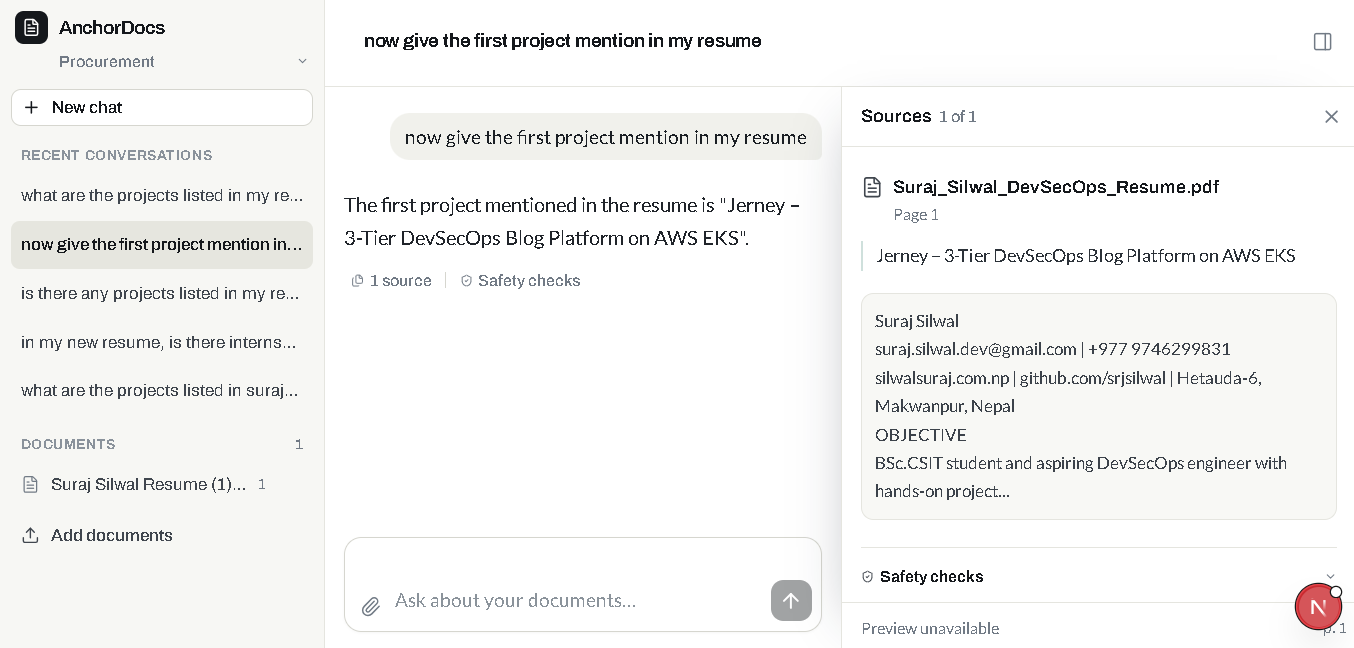 AnchorDocs
Procurement
New chat
RECENT CONVERSATIONS
what are the projects listed in my re...
now give the first project mention in...
is there any projects listed in my re...
in my new resume, is there interns...
what are the projects listed in suraj...
DOCUMENTS 1
Suraj Silwal Resume (1)... 1
Add documents
now give the first project mention in my resume
now give the first project mention in my resume
The first project mentioned in the resume is "Jerney –
3-Tier DevSecOps Blog Platform on AWS EKS".
1 source
Safety checks
Ask about your documents...
Sources 1 of 1
Suraj_Silwal_DevSecOps_Resume.pdf
Page 1
Jerney – 3-Tier DevSecOps Blog Platform on AWS EKS
Suraj Silwal
suraj.silwal.dev@gmail.com | +977 9746299831
silwalsuraj.com.np | github.com/srjsilwal | Hetauda-6,
Makwanpur, Nepal
OBJECTIVE
BSc.CSIT student and aspiring DevSecOps engineer with
hands-on project...
Safety checks
Preview unavailable
p. 1
N